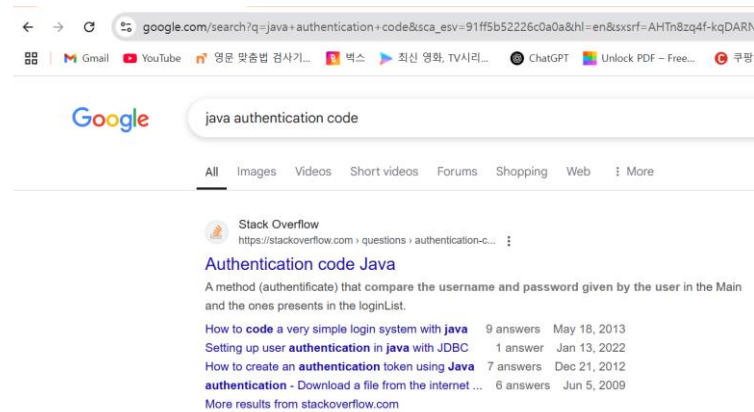 google.com/search?q=java+authentication+code&sca_esv=91ff5b52226c0a0a&hl=en&sxsrf=AHTn8zq4f-kqDARN
Gmail YouTube 영문 맞춤법 검사기... 벅스 최신 영화, TV시리... ChatGPT Unlock PDF – Free... 쿠팡
Google java authentication code
All Images Videos Short videos Forums Shopping Web More
Stack Overflow
https://stackoverflow.com › questions › authentication-c...
Authentication code Java
A method (authentificate) that compare the username and password given by the user in the Main
and the ones presents in the loginList.
How to code a very simple login system with java 9 answers May 18, 2013
Setting up user authentication in java with JDBC 1 answer Jan 13, 2022
How to create an authentication token using Java 7 answers Dec 21, 2012
authentication - Download a file from the internet ... 6 answers Jun 5, 2009
More results from stackoverflow.com